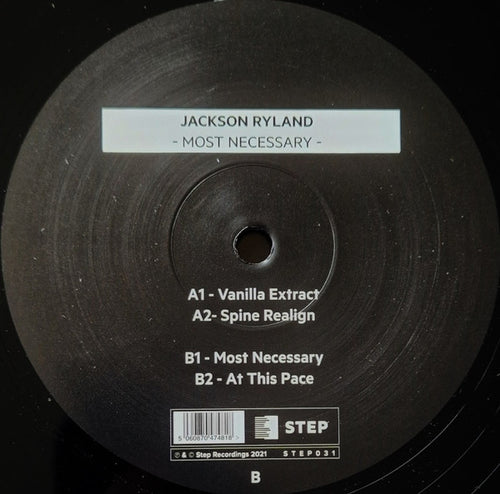 JACKSON RYLAND
- MOST NECESSARY -
A1 - Vanilla Extract
A2- Spine Realign
B1 - Most Necessary
B2 - At This Pace
5 060870 474818 >
STEP
℗ & © Step Recordings 2021 STEP031
B